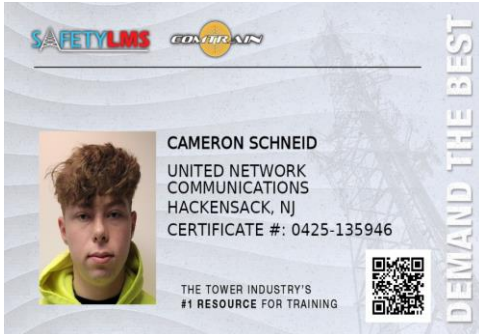 SAFETYLMS
COMTRAIN
CAMERON SCHNEID
UNITED NETWORK
COMMUNICATIONS
HACKENSACK, NJ
CERTIFICATE #: 0425-135946
THE TOWER INDUSTRY'S
#1 RESOURCE FOR TRAINING
DEMAND THE BEST